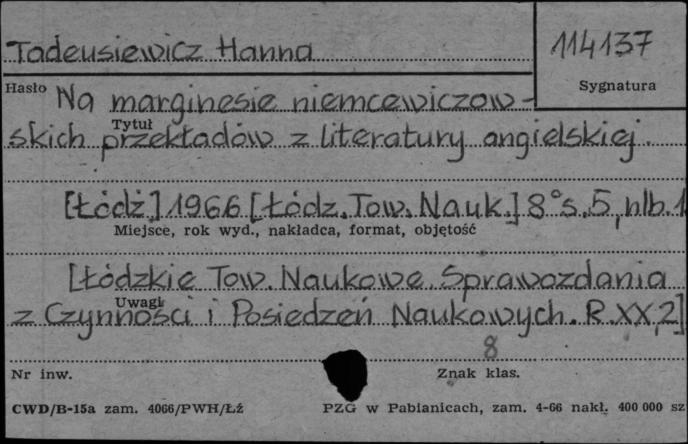 Tadeusiewicz Hanna
114137
Hasło
Sygnatura
Na marginesie niemcewiczow-
Tytuł
skich przekładów z literatury angielskiej.
[Łódź] 1966 [Łódz. Tow. Nauk.] 8° s. 5, nlb. 1
Miejsce, rok wyd., nakładca, format, objętość
[Łódzkie Tow. Naukowe. Sprawozdania
Uwagi
z Czynności i Posiedzeń Naukowych. R. XX, 2]
8
Nr inw.
Znak klas.
CWD/B-15a zam. 4066/PWH/Łź
PZG w Pabianicach, zam. 4-66 nakł. 400 000 sz